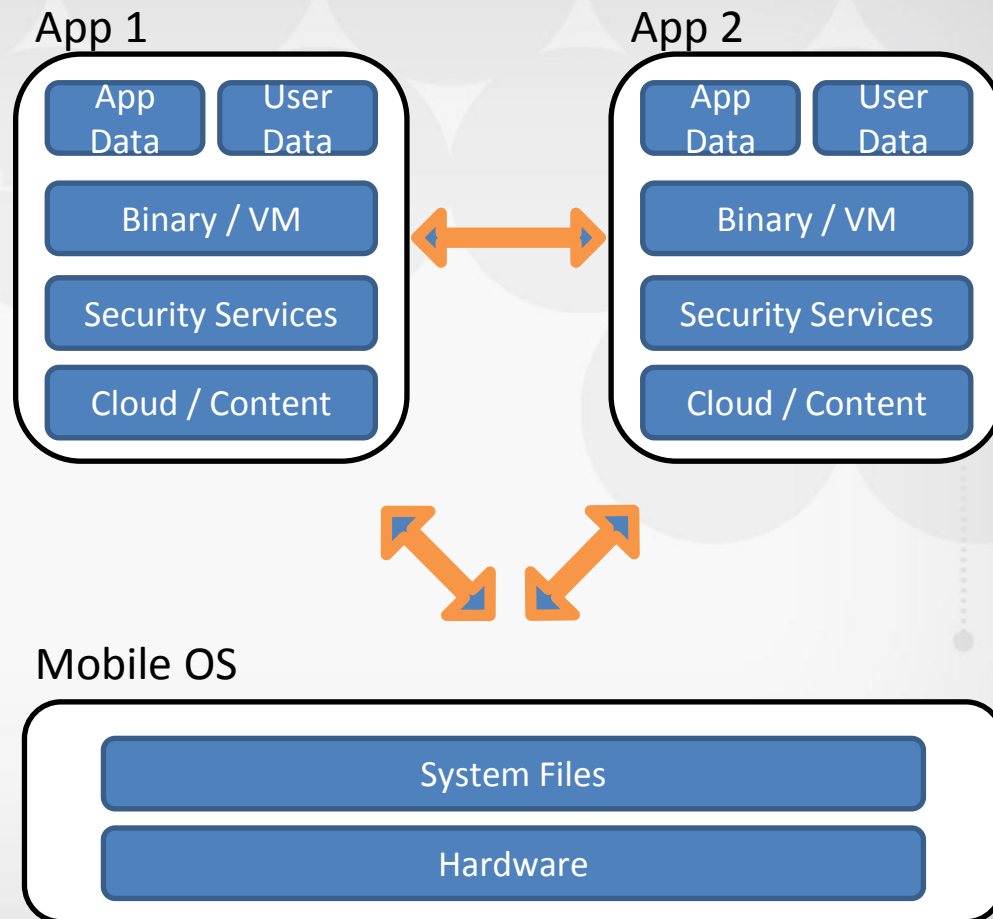 App 1
App
Data
User
Data
Binary / VM
Security Services
Cloud / Content
App 2
App
Data
User
Data
Binary / VM
Security Services
Cloud / Content
Mobile OS
System Files
Hardware